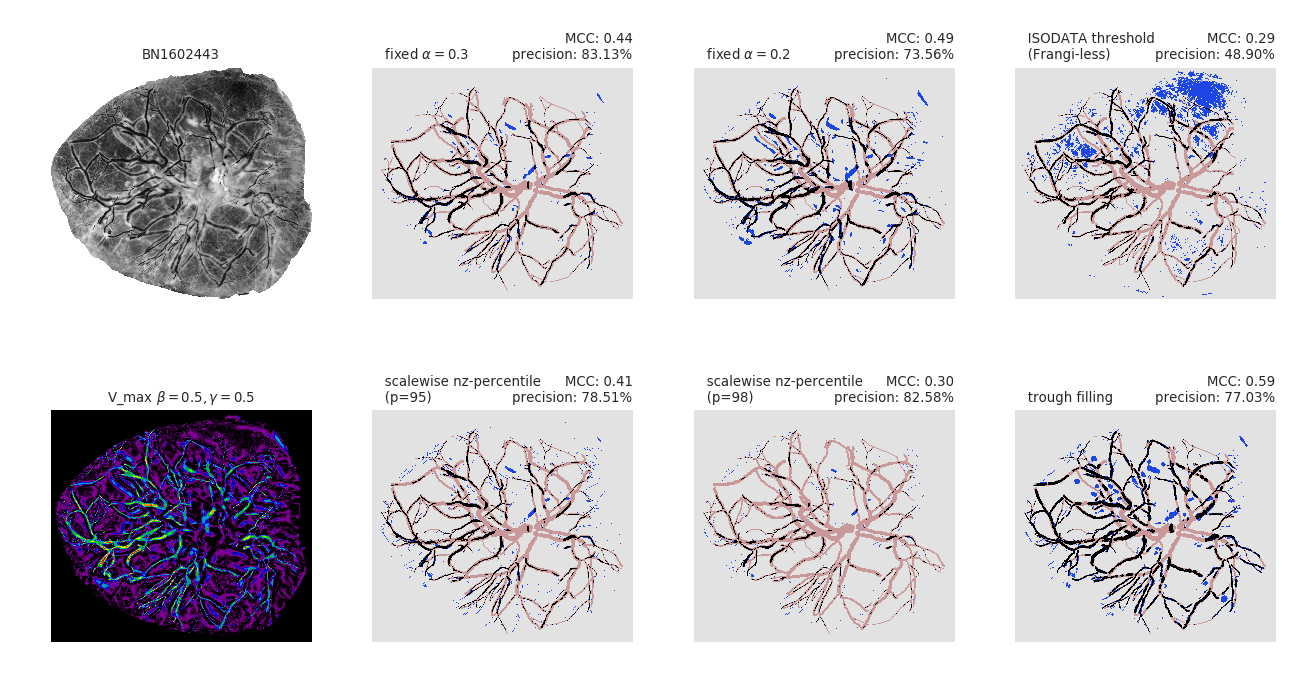 BN1602443
fixed α = 0.3
MCC: 0.44
precision: 83.13%
fixed α = 0.2
MCC: 0.49
precision: 73.56%
ISODATA threshold
(Frangi-less)
MCC: 0.29
precision: 48.90%
V_max β = 0.5, γ = 0.5
scalewise nz-percentile
(p=95)
MCC: 0.41
precision: 78.51%
scalewise nz-percentile
(p=98)
MCC: 0.30
precision: 82.58%
trough filling
MCC: 0.59
precision: 77.03%